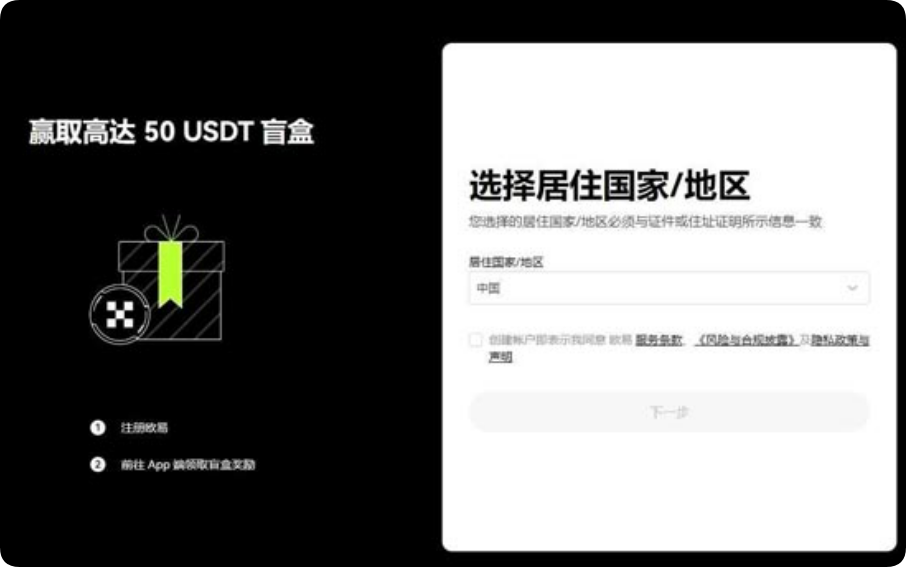 赢取高达 50 USDT 盲盒
1 注册欧易
2 前往 App 端领取盲盒奖励
选择居住国家/地区
您选择的居住国家/地区必须与证件或住址证明所示信息一致
居住国家/地区
中国
创建帐户即表示我同意 欧易 服务条款、《风险与合规披露》及隐私政策与
声明
下一步